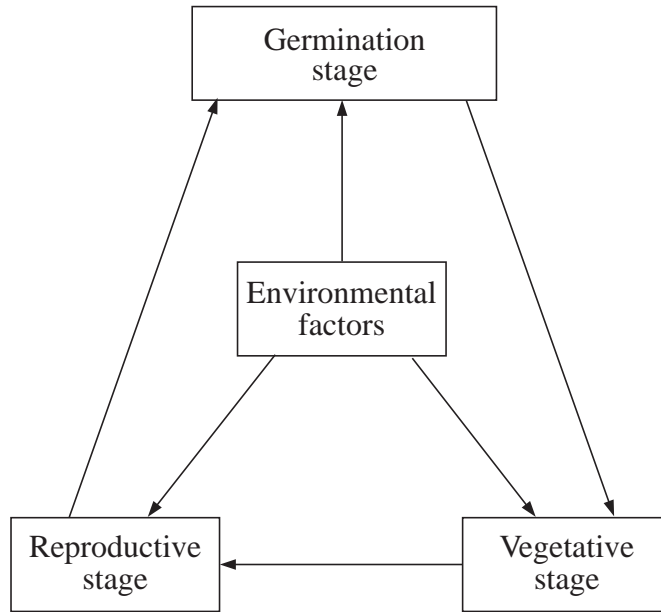 Germination
stage
Environmental
factors
Reproductive
stage
Vegetative
stage